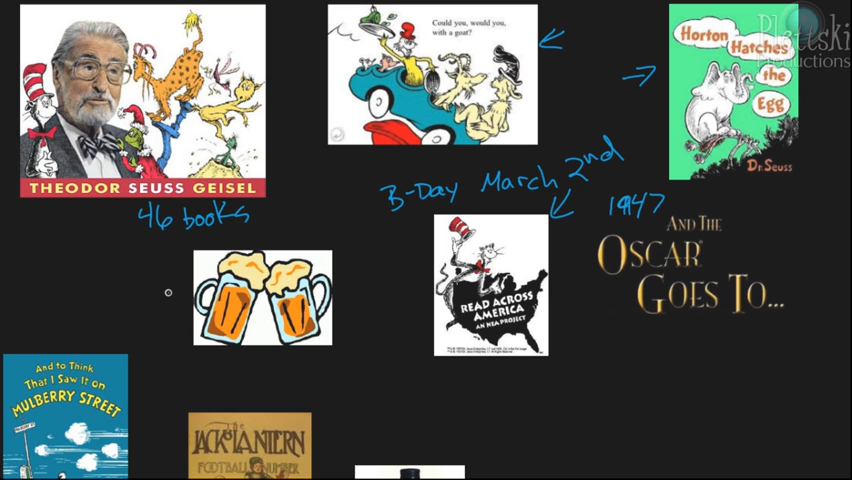 THEODOR SEUSS GEISEL
46 books
Could you, would you,
with a goat?
Horton
Hatches
the
Egg
Dr. Seuss
Plettski
Productions
B-Day March 2nd
1947
READ ACROSS
AMERICA
AN NEA PROJECT
AND THE
OSCAR
GOES TO...
And to Think
That I Saw It on
MULBERRY STREET
The
JACK O LANTERN
FOOTBALL NUMBER